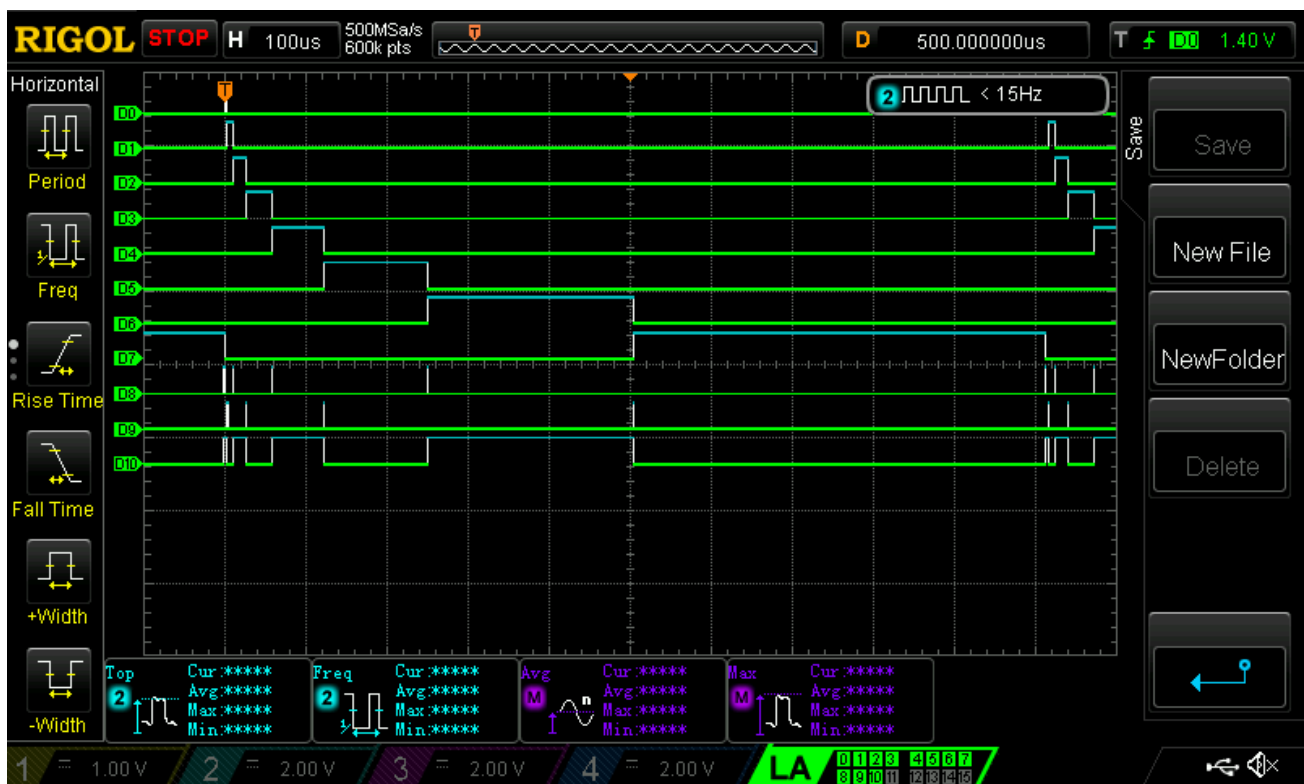 RIGOL STOP H 100us 500MSa/s 600k pts T D 500.000000us T D0 1.40 V
Horizontal
T
2 < 15Hz
Save
Save
D0
D1
Period
D2
D3
New File
D4
Freq
D5
D6
NewFolder
D7
Rise Time
D8
D9
D10
Delete
Fall Time
+Width
Top Cur:***** Freq Cur:***** Avg Cur:***** Max Cur:*****
2 Avg:***** 2 Avg:***** M n Avg:***** M Avg:*****
Max:***** 1/ Max:***** Max:***** Max:*****
Min:***** Min:***** Min:***** Min:*****
-Width
1 = 1.00 V 2 = 2.00 V 3 = 2.00 V 4 = 2.00 V LA 0 1 2 3 4 5 6 7
8 9 10 11 12 13 14 15